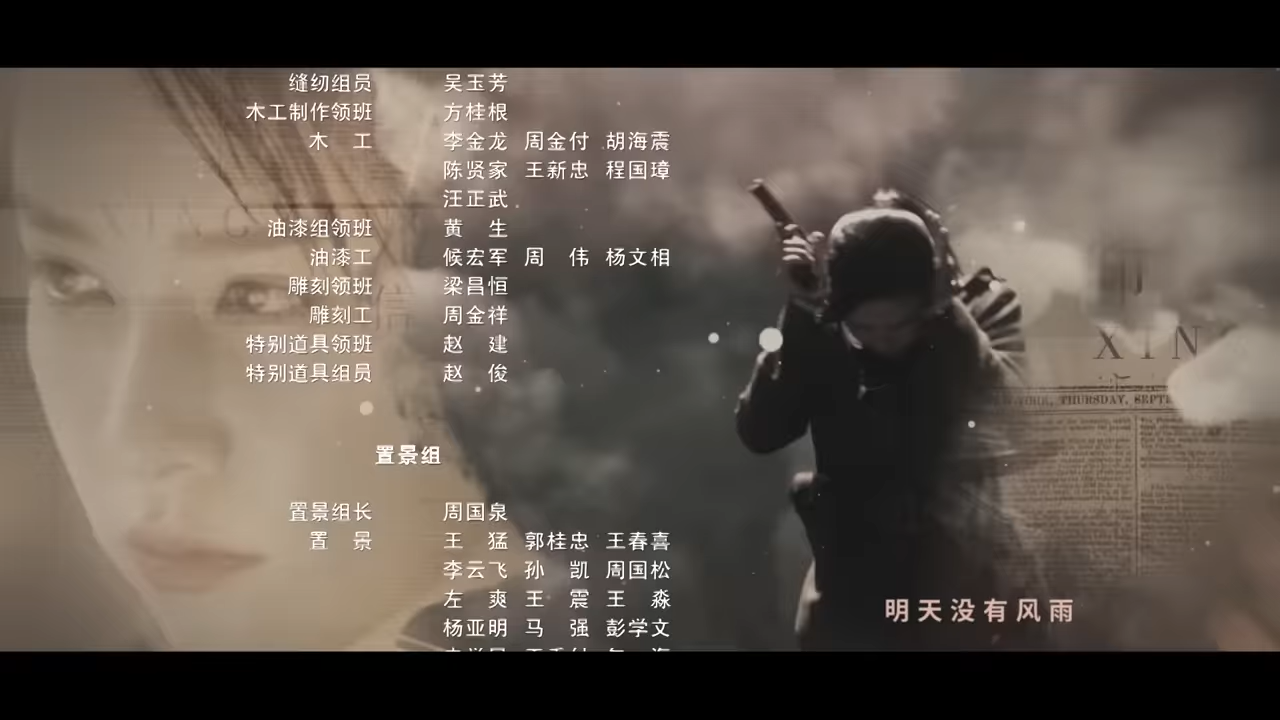 缝纫组员 吴玉芳
木工制作领班 方桂根
木 工 李金龙 周金付 胡海震
陈贤家 王新忠 程国璋
汪正武
油漆组领班 黄 生
油漆工 候宏军 周 伟 杨文相
雕刻领班 梁昌恒
雕刻工 周金祥
特别道具领班 赵 建
特别道具组员 赵 俊
置景组
置景组长 周国泉
置 景 王 猛 郭桂忠 王春喜
李云飞 孙 凯 周国松
左 爽 王 震 王 淼
杨亚明 马 强 彭学文
XIN
YORK, THURSDAY,
明天没有风雨